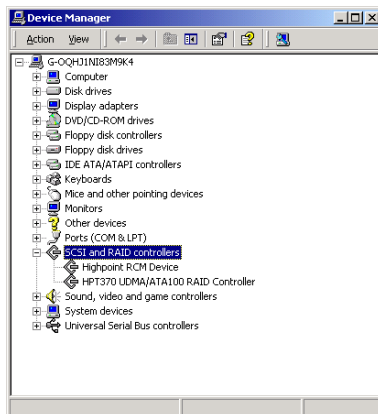 Device Manager
Action View
G-OQHJ1NI83M9K4
Computer
Disk drives
Display adapters
DVD/CD-ROM drives
Floppy disk controllers
Floppy disk drives
IDE ATA/ATAPI controllers
Keyboards
Mice and other pointing devices
Monitors
Other devices
Ports (COM & LPT)
SCSI and RAID controllers
Highpoint RCM Device
HPT370 UDMA/ATA100 RAID Controller
Sound, video and game controllers
System devices
Universal Serial Bus controllers